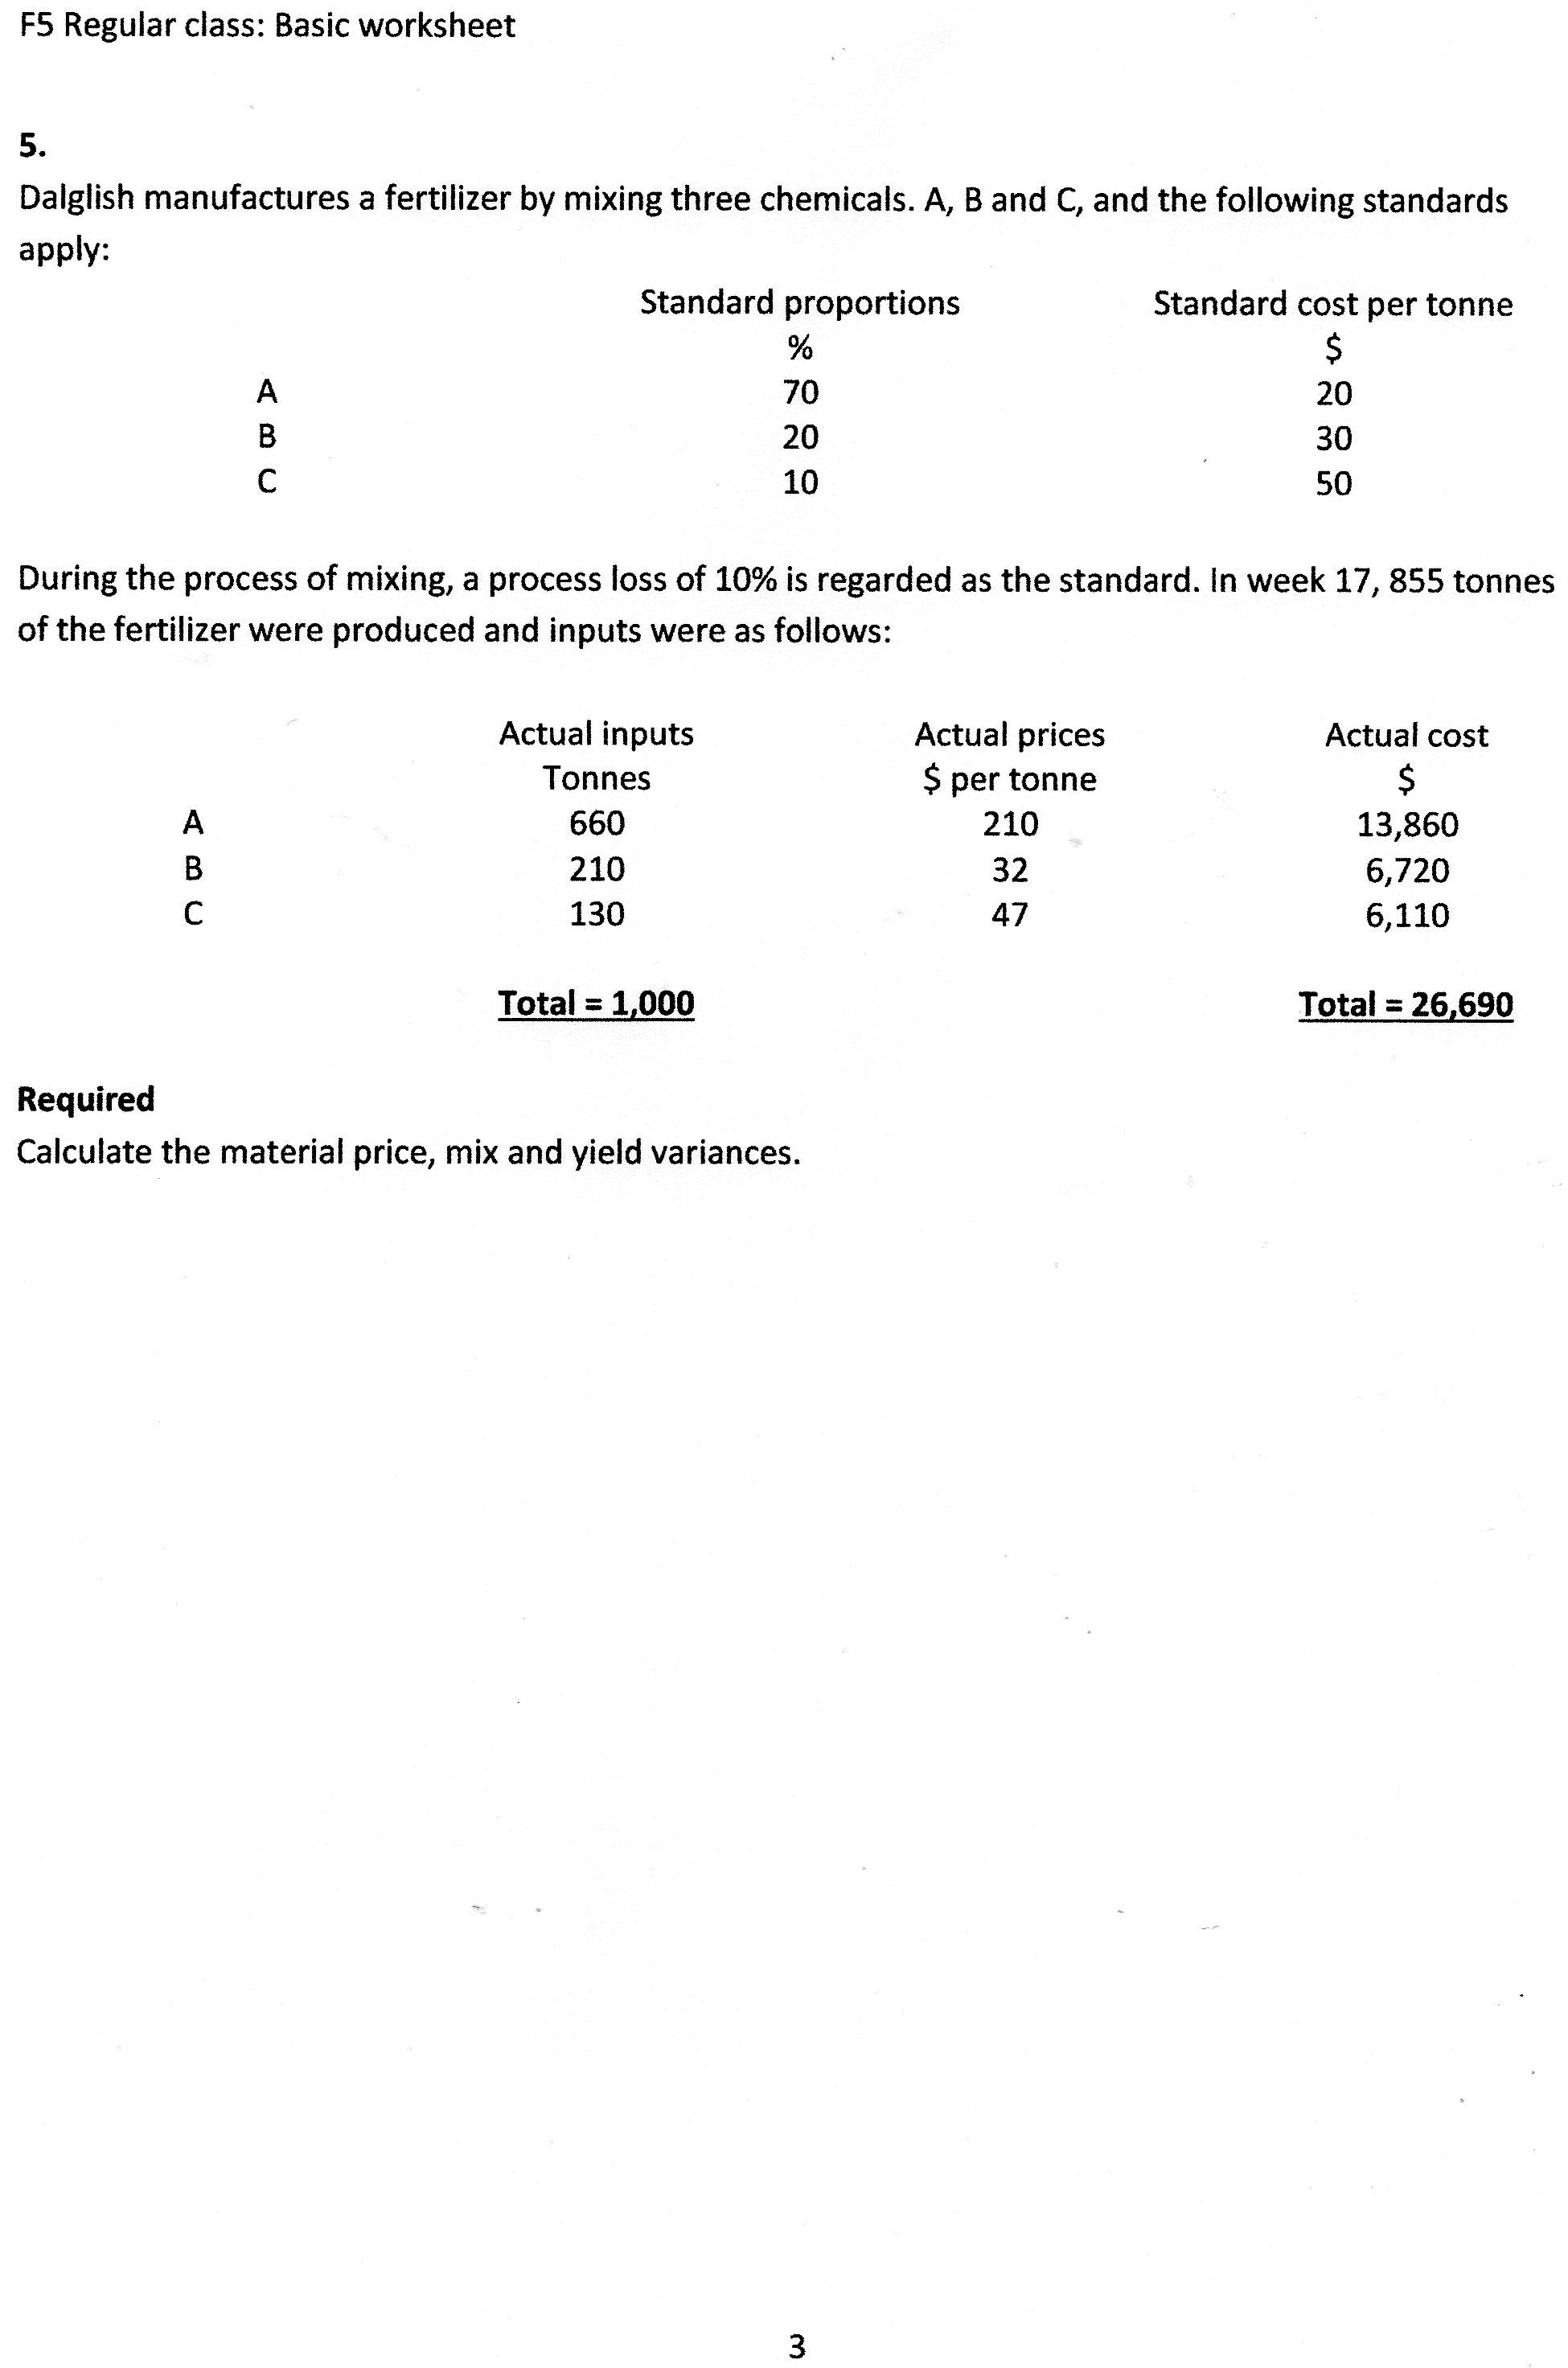 F5 Regular class: Basic worksheet
5.
Dalglish manufactures a fertilizer by mixing three chemicals. A, B and C, and the following standards
apply:
Standard proportions Standard cost per tonne
% $
A 70 20
B 20 30
C 10 50
During the process of mixing, a process loss of 10% is regarded as the standard. In week 17, 855 tonnes
of the fertilizer were produced and inputs were as follows:
Actual inputs Actual prices Actual cost
Tonnes $ per tonne $
A 660 210 13,860
B 210 32 6,720
C 130 47 6,110
Total = 1,000 Total = 26,690
Required
Calculate the material price, mix and yield variances.
3